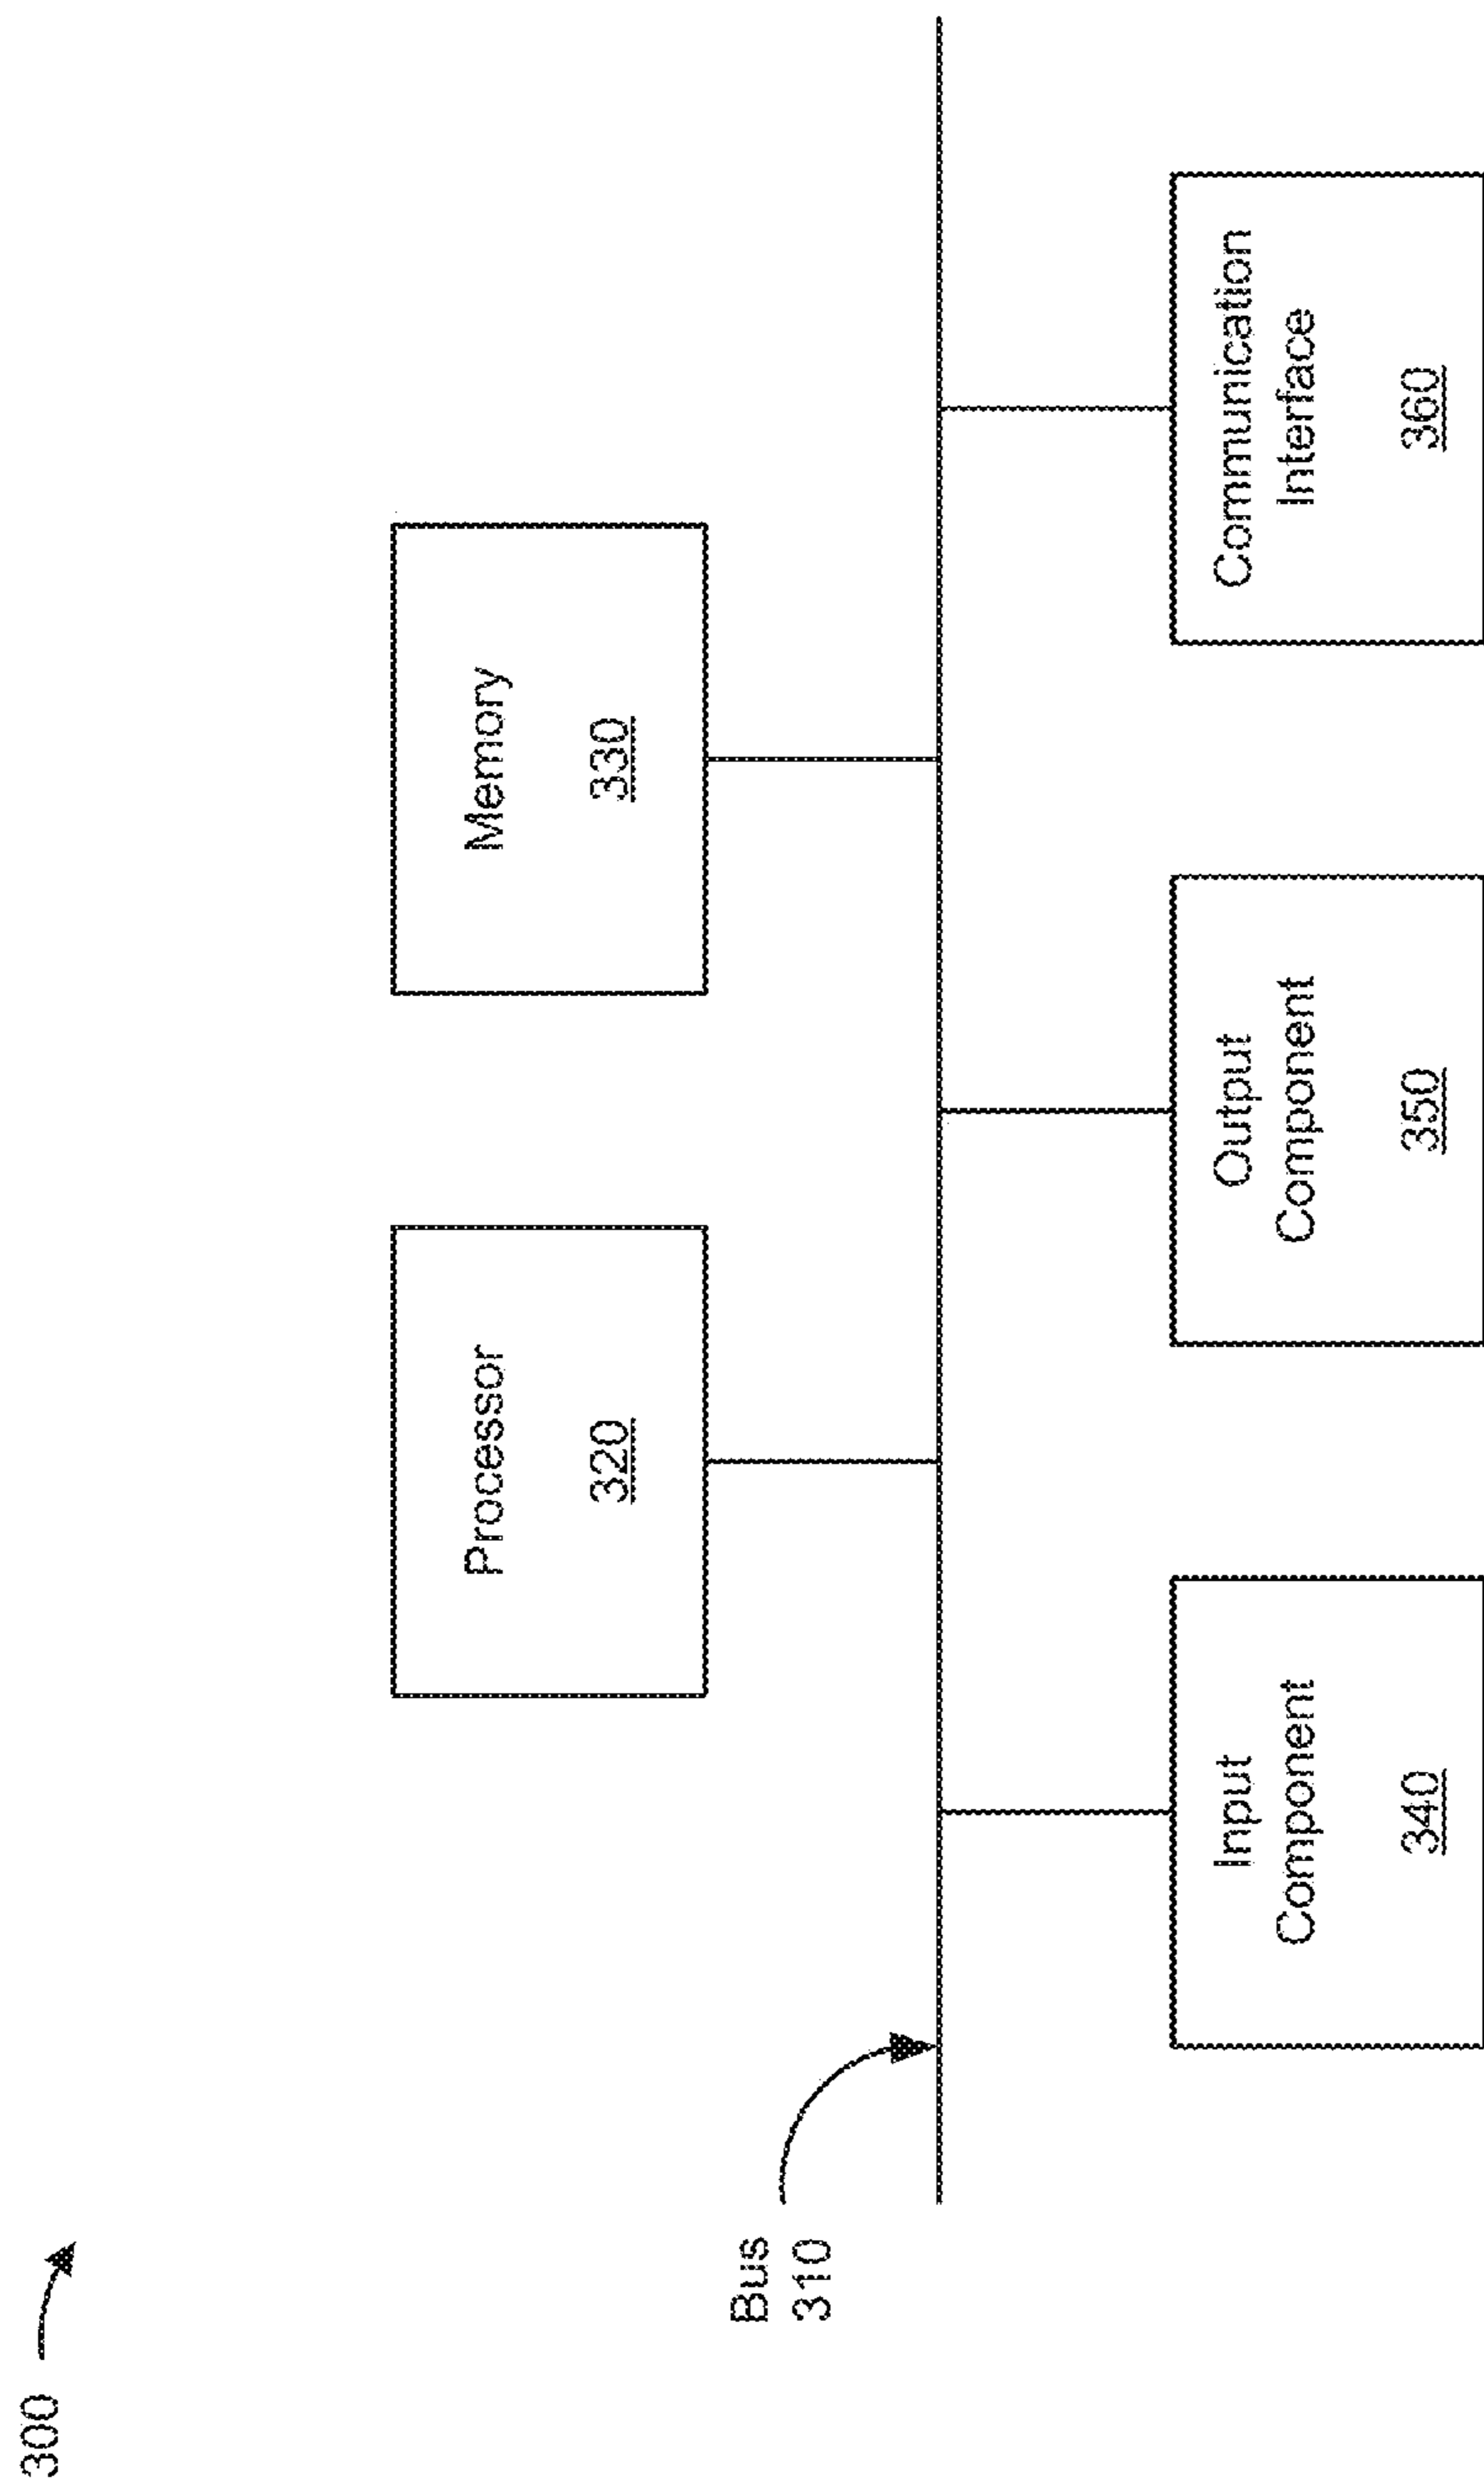 300
Bus
310
Processor
320
Memory
330
Input
Component
340
Output
Component
350
Communication
Interface
360